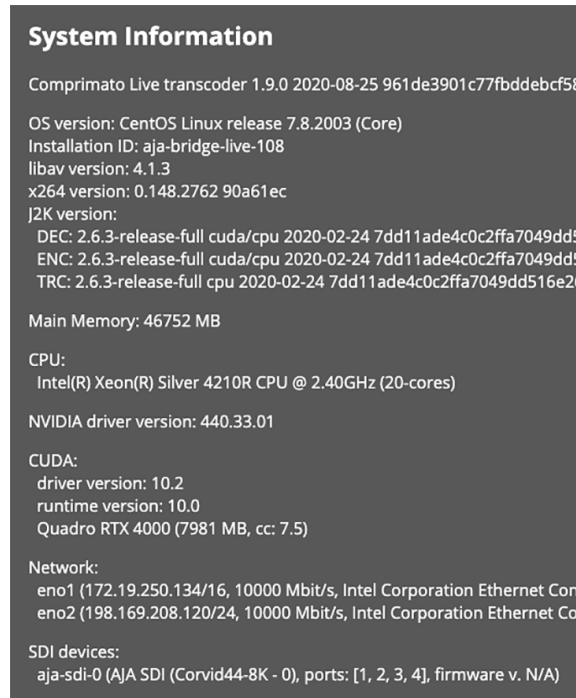 System Information
Comprimato Live transcoder 1.9.0 2020-08-25 961de3901c77fbddebcf58
OS version: CentOS Linux release 7.8.2003 (Core)
Installation ID: aja-bridge-live-108
libav version: 4.1.3
x264 version: 0.148.2762 90a61ec
J2K version:
DEC: 2.6.3-release-full cuda/cpu 2020-02-24 7dd11ade4c0c2ffa7049dd5
ENC: 2.6.3-release-full cuda/cpu 2020-02-24 7dd11ade4c0c2ffa7049dd5
TRC: 2.6.3-release-full cpu 2020-02-24 7dd11ade4c0c2ffa7049dd516e2
Main Memory: 46752 MB
CPU:
Intel(R) Xeon(R) Silver 4210R CPU @ 2.40GHz (20-cores)
NVIDIA driver version: 440.33.01
CUDA:
driver version: 10.2
runtime version: 10.0
Quadro RTX 4000 (7981 MB, cc: 7.5)
Network:
eno1 (172.19.250.134/16, 10000 Mbit/s, Intel Corporation Ethernet Con
eno2 (198.169.208.120/24, 10000 Mbit/s, Intel Corporation Ethernet Co
SDI devices:
aja-sdi-0 (AJA SDI (Corvid44-8K - 0), ports: [1, 2, 3, 4], firmware v. N/A)